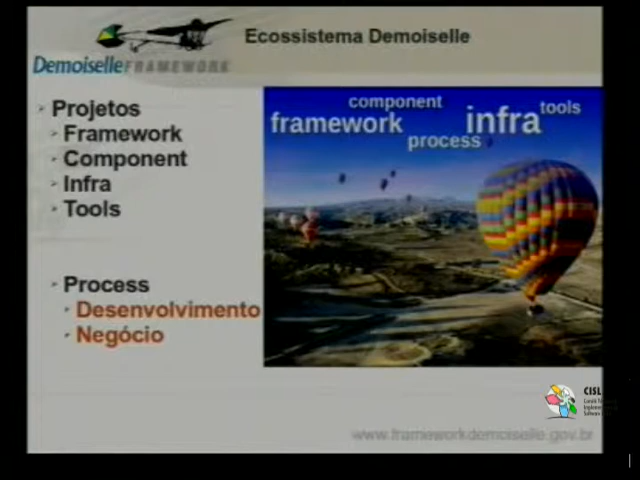 Ecossistema Demoiselle
Demoiselle FRAMEWORK
Projetos
Framework
Component
Infra
Tools
Process
Desenvolvimento
Negócio
component
framework
infra
tools
process
CISL
www.frameworkdemoiselle.gov.br